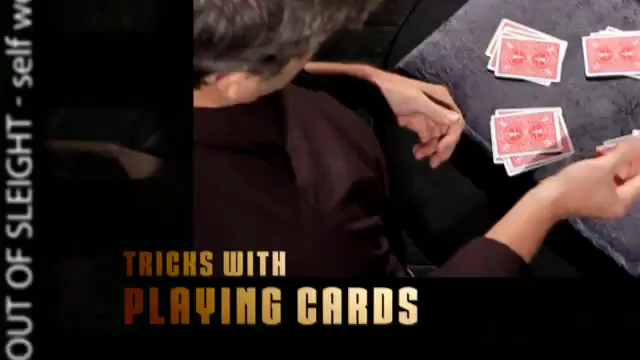 OUT OF SLEIGHT - self
TRICKS WITH
PLAYING CARDS